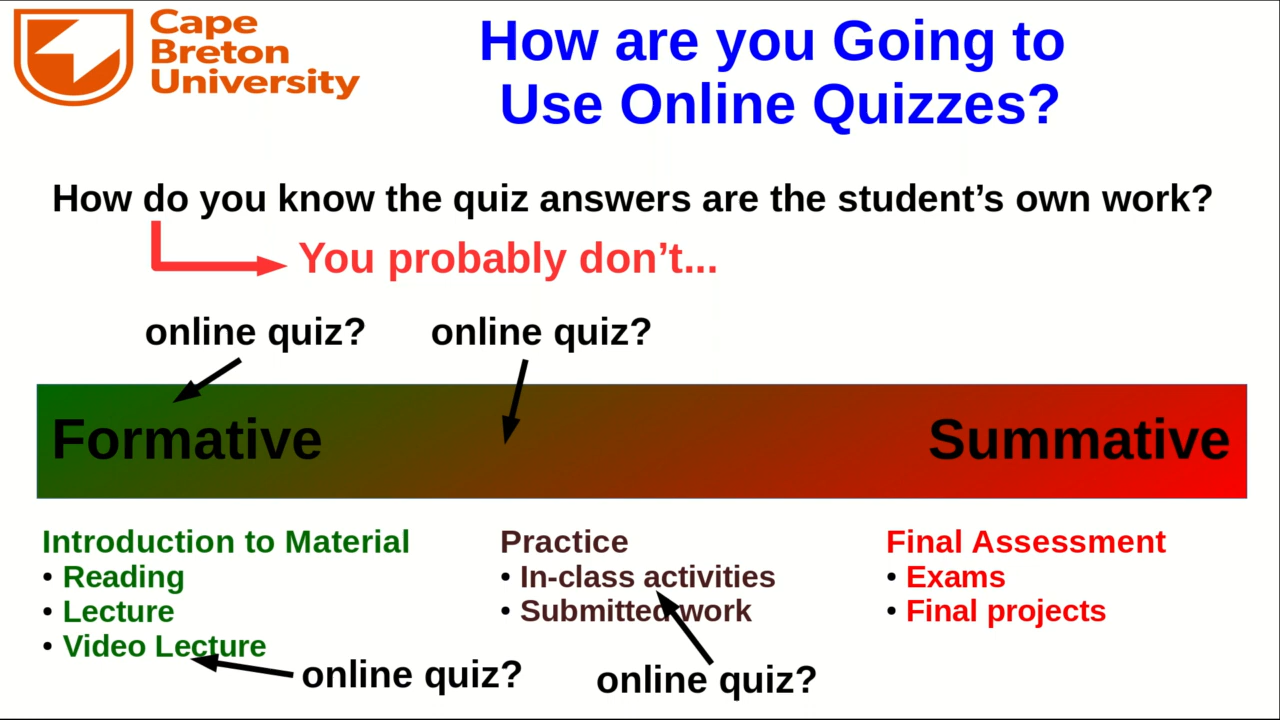 Cape
Breton
University
How are you Going to
Use Online Quizzes?
How do you know the quiz answers are the student’s own work?
You probably don’t...
online quiz? online quiz?
Formative Summative
Introduction to Material
• Reading
• Lecture
• Video Lecture
Practice
• In-class activities
• Submitted work
Final Assessment
• Exams
• Final projects
online quiz? online quiz?